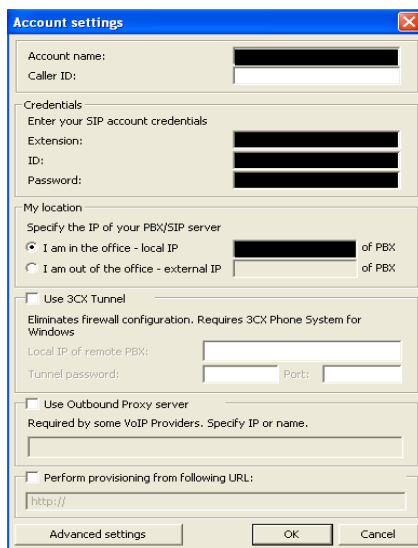 Account settings
Account name:
Caller ID:
Credentials
Enter your SIP account credentials
Extension:
ID:
Password:
My location
Specify the IP of your PBX/SIP server
I am in the office - local IP of PBX
I am out of the office - external IP of PBX
Use 3CX Tunnel
Eliminates firewall configuration. Requires 3CX Phone System for
Windows
Local IP of remote PBX:
Tunnel password: Port:
Use Outbound Proxy server
Required by some VoIP Providers. Specify IP or name.
Perform provisioning from following URL:
http://
Advanced settings OK Cancel